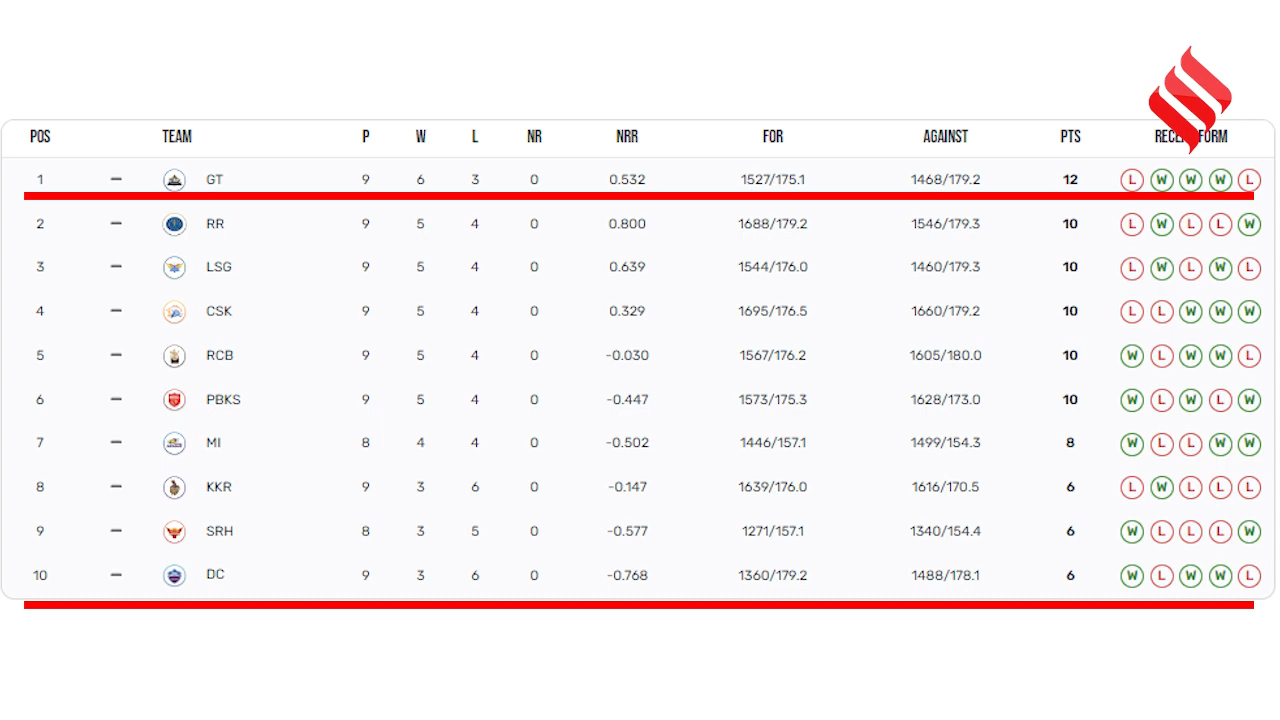 POS TEAM P W L NR NRR FOR AGAINST PTS RECE FORM
1 — GT 9 6 3 0 0.532 1527/175.1 1468/179.2 12 L W W W L
2 — RR 9 5 4 0 0.800 1688/179.2 1546/179.3 10 L W L L W
3 — LSG 9 5 4 0 0.639 1544/176.0 1460/179.3 10 L W L W L
4 — CSK 9 5 4 0 0.329 1695/176.5 1660/179.2 10 L L W W W
5 — RCB 9 5 4 0 -0.030 1567/176.2 1605/180.0 10 W L W W L
6 — PBKS 9 5 4 0 -0.447 1573/175.3 1628/173.0 10 W L W L W
7 — MI 8 4 4 0 -0.502 1446/157.1 1499/154.3 8 W L L W W
8 — KKR 9 3 6 0 -0.147 1639/176.0 1616/170.5 6 L W L L L
9 — SRH 8 3 5 0 -0.577 1271/157.1 1340/154.4 6 W L L L W
10 — DC 9 3 6 0 -0.768 1360/179.2 1488/178.1 6 W L W W L